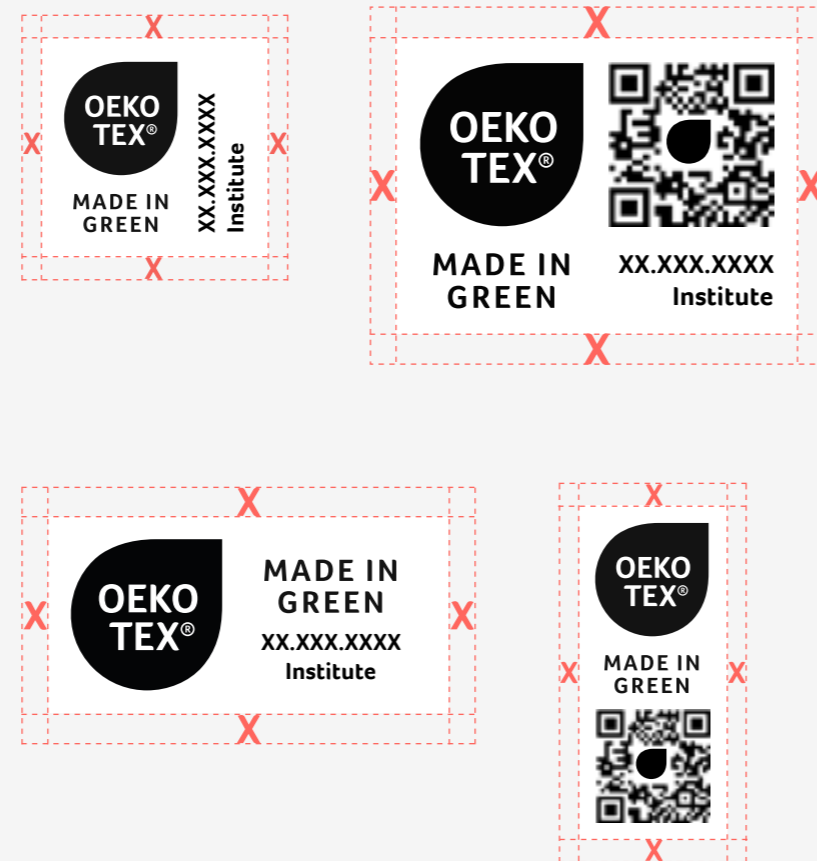 X
X
OEKO
TEX®
MADE IN
GREEN
XX.XXX.XXXX
Institute
X
X
X
X
OEKO
TEX®
MADE IN
GREEN
XX.XXX.XXXX
Institute
X
X
X
X
OEKO
TEX®
MADE IN
GREEN
XX.XXX.XXXX
Institute
X
X
X
X
OEKO
TEX®
MADE IN
GREEN
X
X